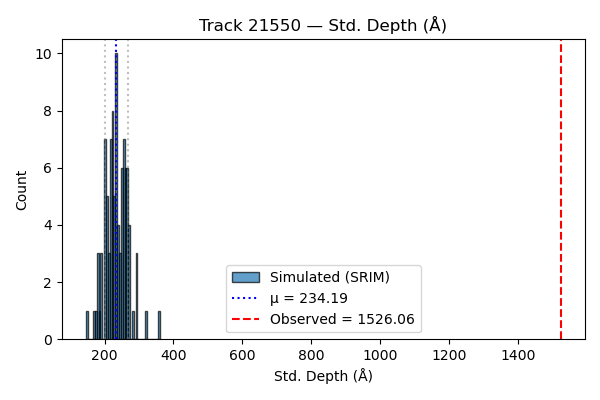 Track 21550 — Std. Depth (Å)
10
8
6
4
2
0
Count
Simulated (SRIM)
μ = 234.19
Observed = 1526.06
200 400 600 800 1000 1200 1400
Std. Depth (Å)